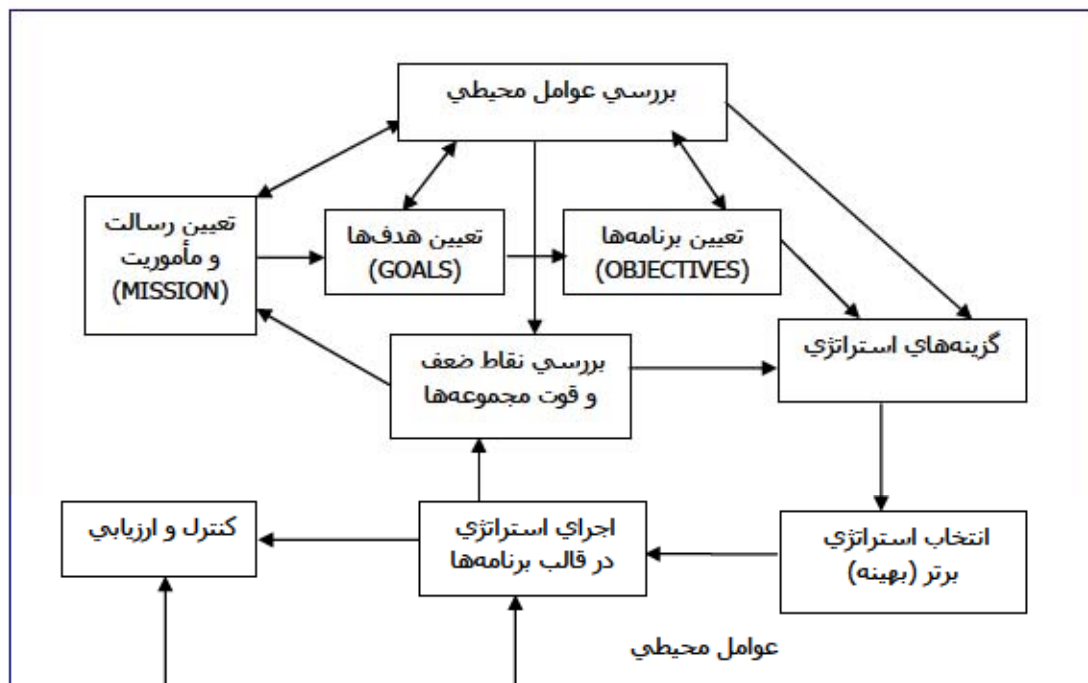 بررسي عوامل محيطي
تعيين رسالت
و مأموريت
(MISSION)
تعيين هدف‌ها
(GOALS)
تعيين برنامه‌ها
(OBJECTIVES)
گزينه‌هاي استراتژي
بررسي نقاط ضعف
و قوت مجموعه‌ها
انتخاب استراتژي
برتر (بهينه)
اجراي استراتژي
در قالب برنامه‌ها
كنترل و ارزيابي
عوامل محيطي